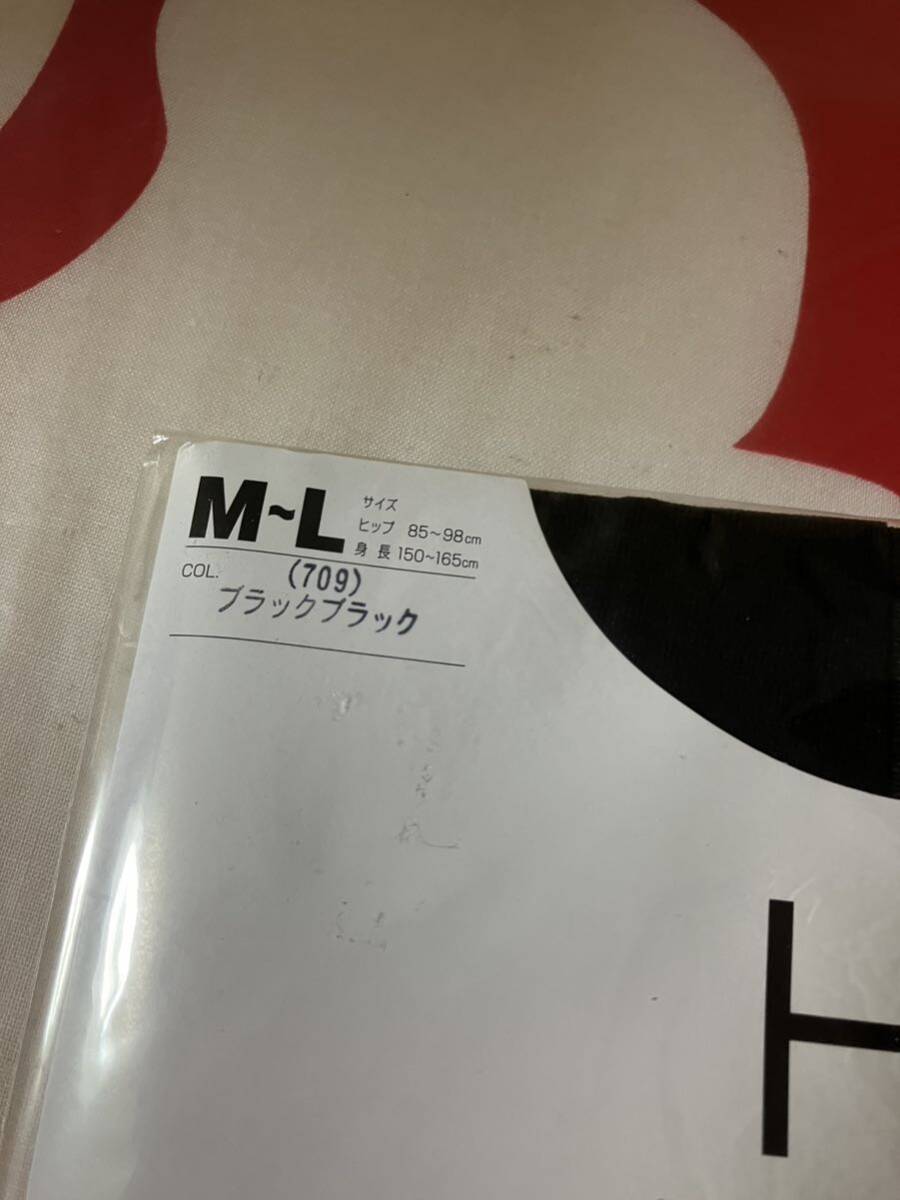 M~L
サイズ
ヒップ 85~98cm
身長 150~165cm
COL. (709)
ブラックブラック
H